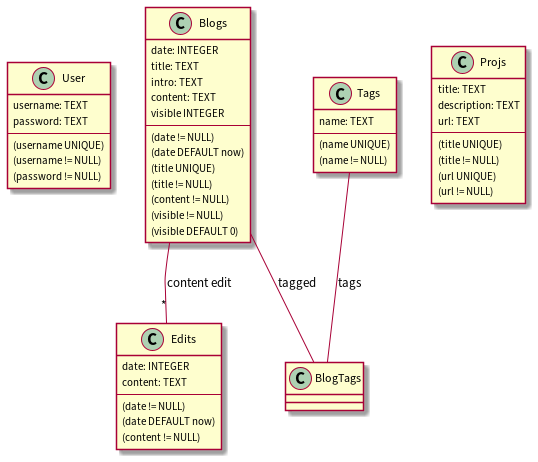 C User
username: TEXT
password: TEXT
(username UNIQUE)
(username != NULL)
(password != NULL)
C Blogs
date: INTEGER
title: TEXT
intro: TEXT
content: TEXT
visible INTEGER
(date != NULL)
(date DEFAULT now)
(title UNIQUE)
(title != NULL)
(content != NULL)
(visible != NULL)
(visible DEFAULT 0)
C Tags
name: TEXT
(name UNIQUE)
(name != NULL)
C Projs
title: TEXT
description: TEXT
url: TEXT
(title UNIQUE)
(title != NULL)
(url UNIQUE)
(url != NULL)
content edit
*
tagged
tags
C Edits
date: INTEGER
content: TEXT
(date != NULL)
(date DEFAULT now)
(content != NULL)
C BlogTags